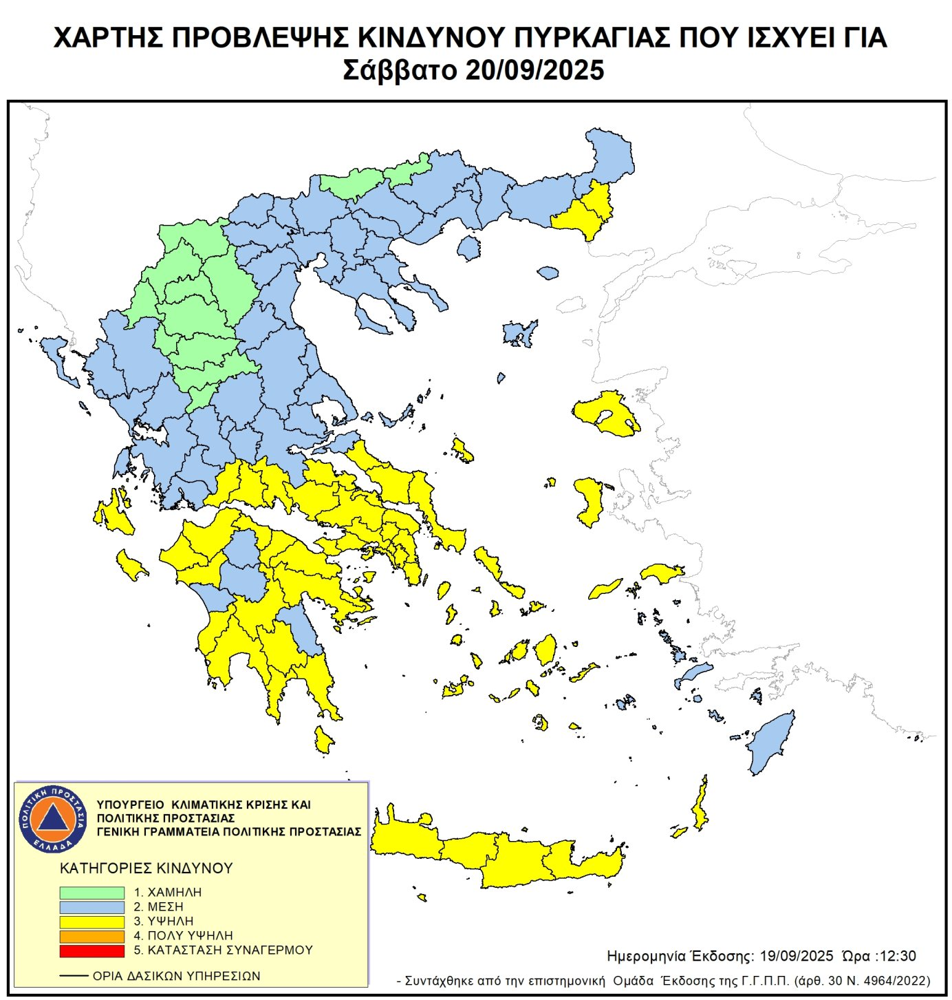 ΧΑΡΤΗΣ ΠΡΟΒΛΕΨΗΣ ΚΙΝΔΥΝΟΥ ΠΥΡΚΑΓΙΑΣ ΠΟΥ ΙΣΧΥΕΙ ΓΙΑ
Σάββατο 20/09/2025
ΠΟΛΙΤΙΚΗ ΠΡΟΣΤΑΣΙΑ
ΕΛΛΑΔΑ
ΥΠΟΥΡΓΕΙΟ ΚΛΙΜΑΤΙΚΗΣ ΚΡΙΣΗΣ ΚΑΙ
ΠΟΛΙΤΙΚΗΣ ΠΡΟΣΤΑΣΙΑΣ
ΓΕΝΙΚΗ ΓΡΑΜΜΑΤΕΙΑ ΠΟΛΙΤΙΚΗΣ ΠΡΟΣΤΑΣΙΑΣ
ΚΑΤΗΓΟΡΙΕΣ ΚΙΝΔΥΝΟΥ
1. ΧΑΜΗΛΗ
2. ΜΕΣΗ
3. ΥΨΗΛΗ
4. ΠΟΛΥ ΥΨΗΛΗ
5. ΚΑΤΑΣΤΑΣΗ ΣΥΝΑΓΕΡΜΟΥ
ΟΡΙΑ ΔΑΣΙΚΩΝ ΥΠΗΡΕΣΙΩΝ
Ημερομηνία Έκδοσης: 19/09/2025 Ώρα :12:30
- Συντάχθηκε από την επιστημονική Ομάδα Έκδοσης της Γ.Γ.Π.Π. (άρθ. 30 Ν. 4964/2022)